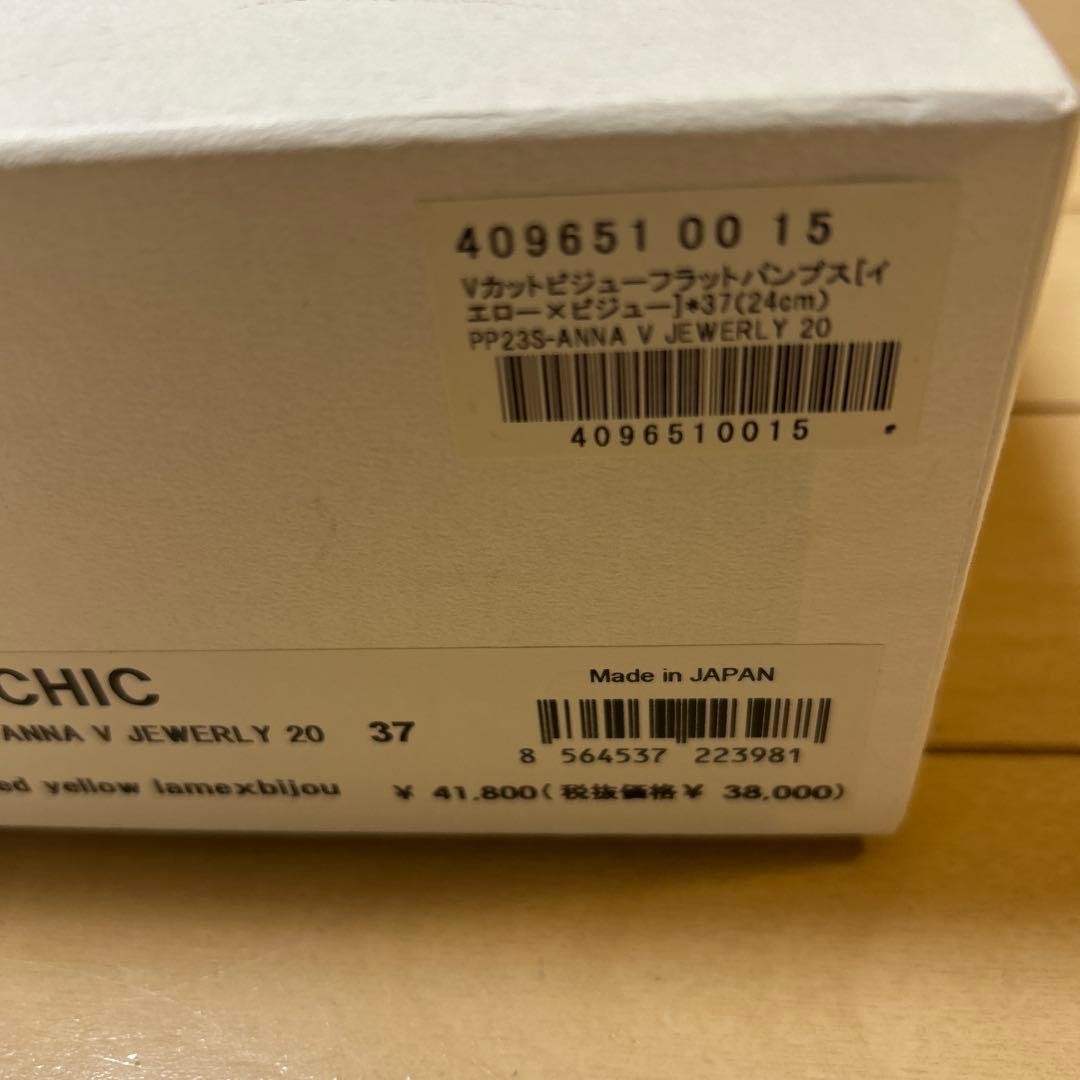 409651 00 15
Vカットビジューフラットパンプス[イ
エロー×ビジュー]*37(24cm)
PP23S-ANNA V JEWERLY 20
4096510015
CHIC
ANNA V JEWERLY 20 37
ed yellow lame×bijou
Made in JAPAN
8 564537 223981
¥ 41,800(税抜価格¥ 38,000)